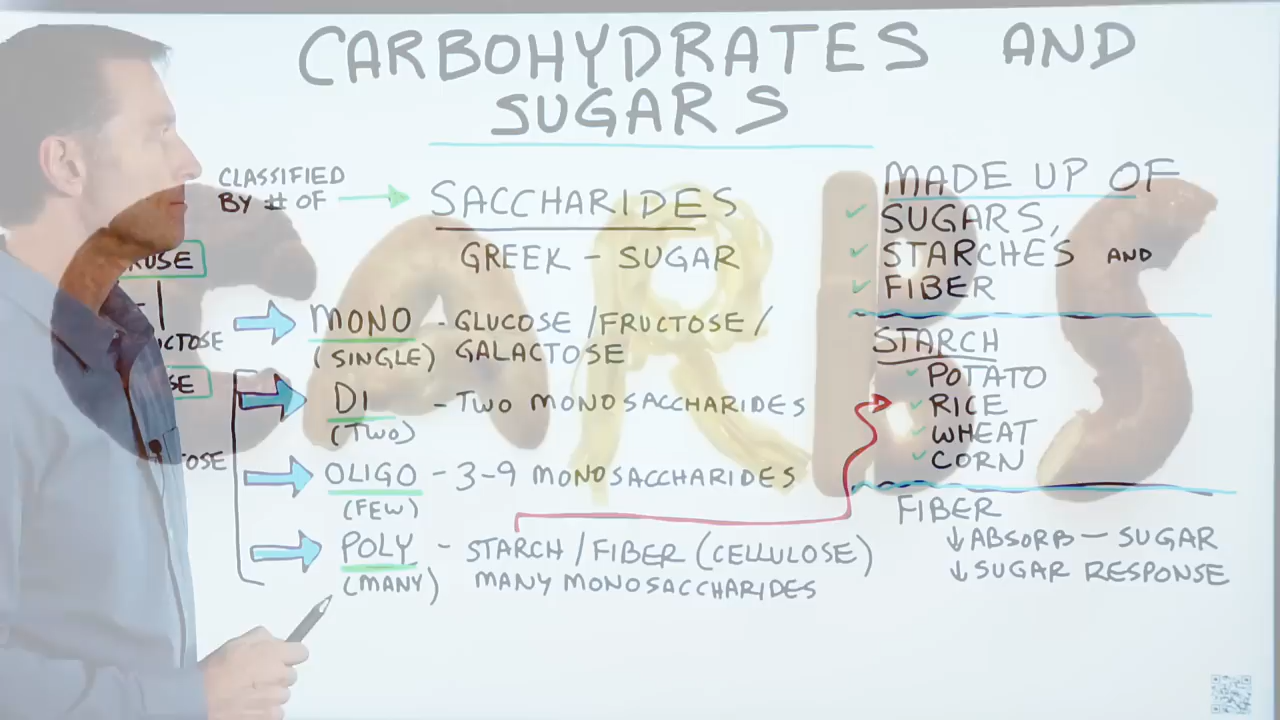 CARBOHYDRATES AND
SUGARS
CLASSIFIED
BY # OF
SACCHARIDES
GREEK - SUGAR
MONO - GLUCOSE / FRUCTOSE /
(SINGLE) GALACTOSE
DI - TWO MONOSACCHARIDES
(TWO)
OLIGO - 3-9 MONOSACCHARIDES
(FEW)
POLY - STARCH / FIBER (CELLULOSE)
(MANY) MANY MONOSACCHARIDES
MADE UP OF
SUGARS,
STARCHES AND
FIBER
STARCH
POTATO
RICE
WHEAT
CORN
FIBER
↓ ABSORP - SUGAR
↓ SUGAR RESPONSE
CARBS